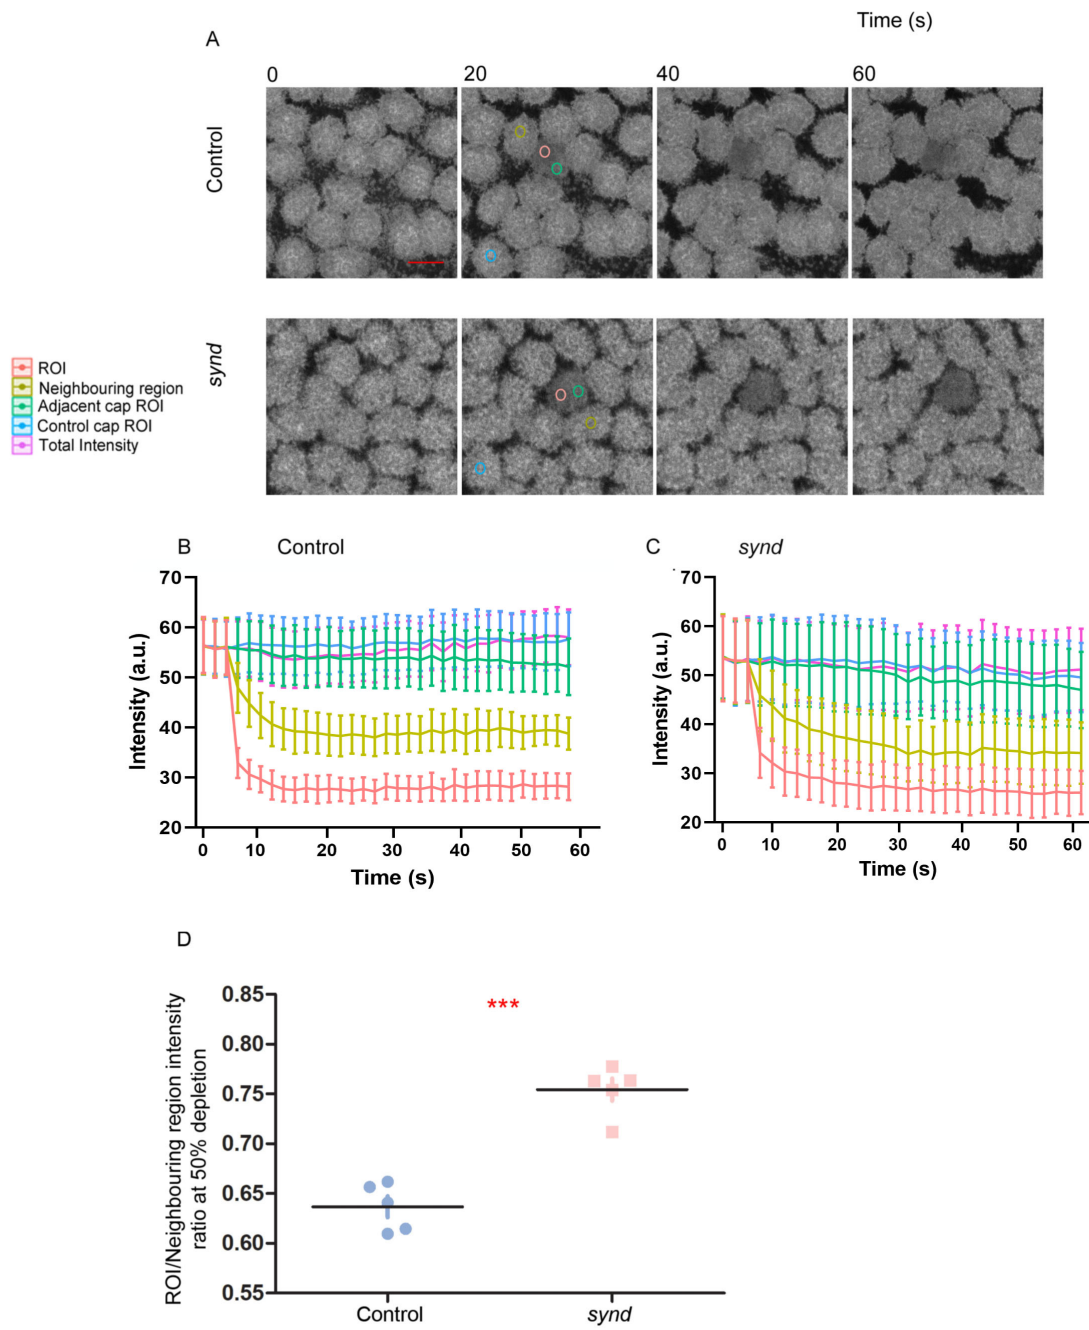 Time (s)
A
0 20 40 60
Control
synd
ROI
Neighbouring region
Adjacent cap ROI
Control cap ROI
Total Intensity
B Control
70
60
50
40
30
20
Intensity (a.u.)
0 10 20 30 40 50 60
Time (s)
C synd
70
60
50
40
30
20
Intensity (a.u.)
0 10 20 30 40 50 60
Time (s)
D
ROI/Neighbouring region intensity
ratio at 50% depletion
0.85
0.80
0.75
0.70
0.65
0.60
0.55
***
Control synd